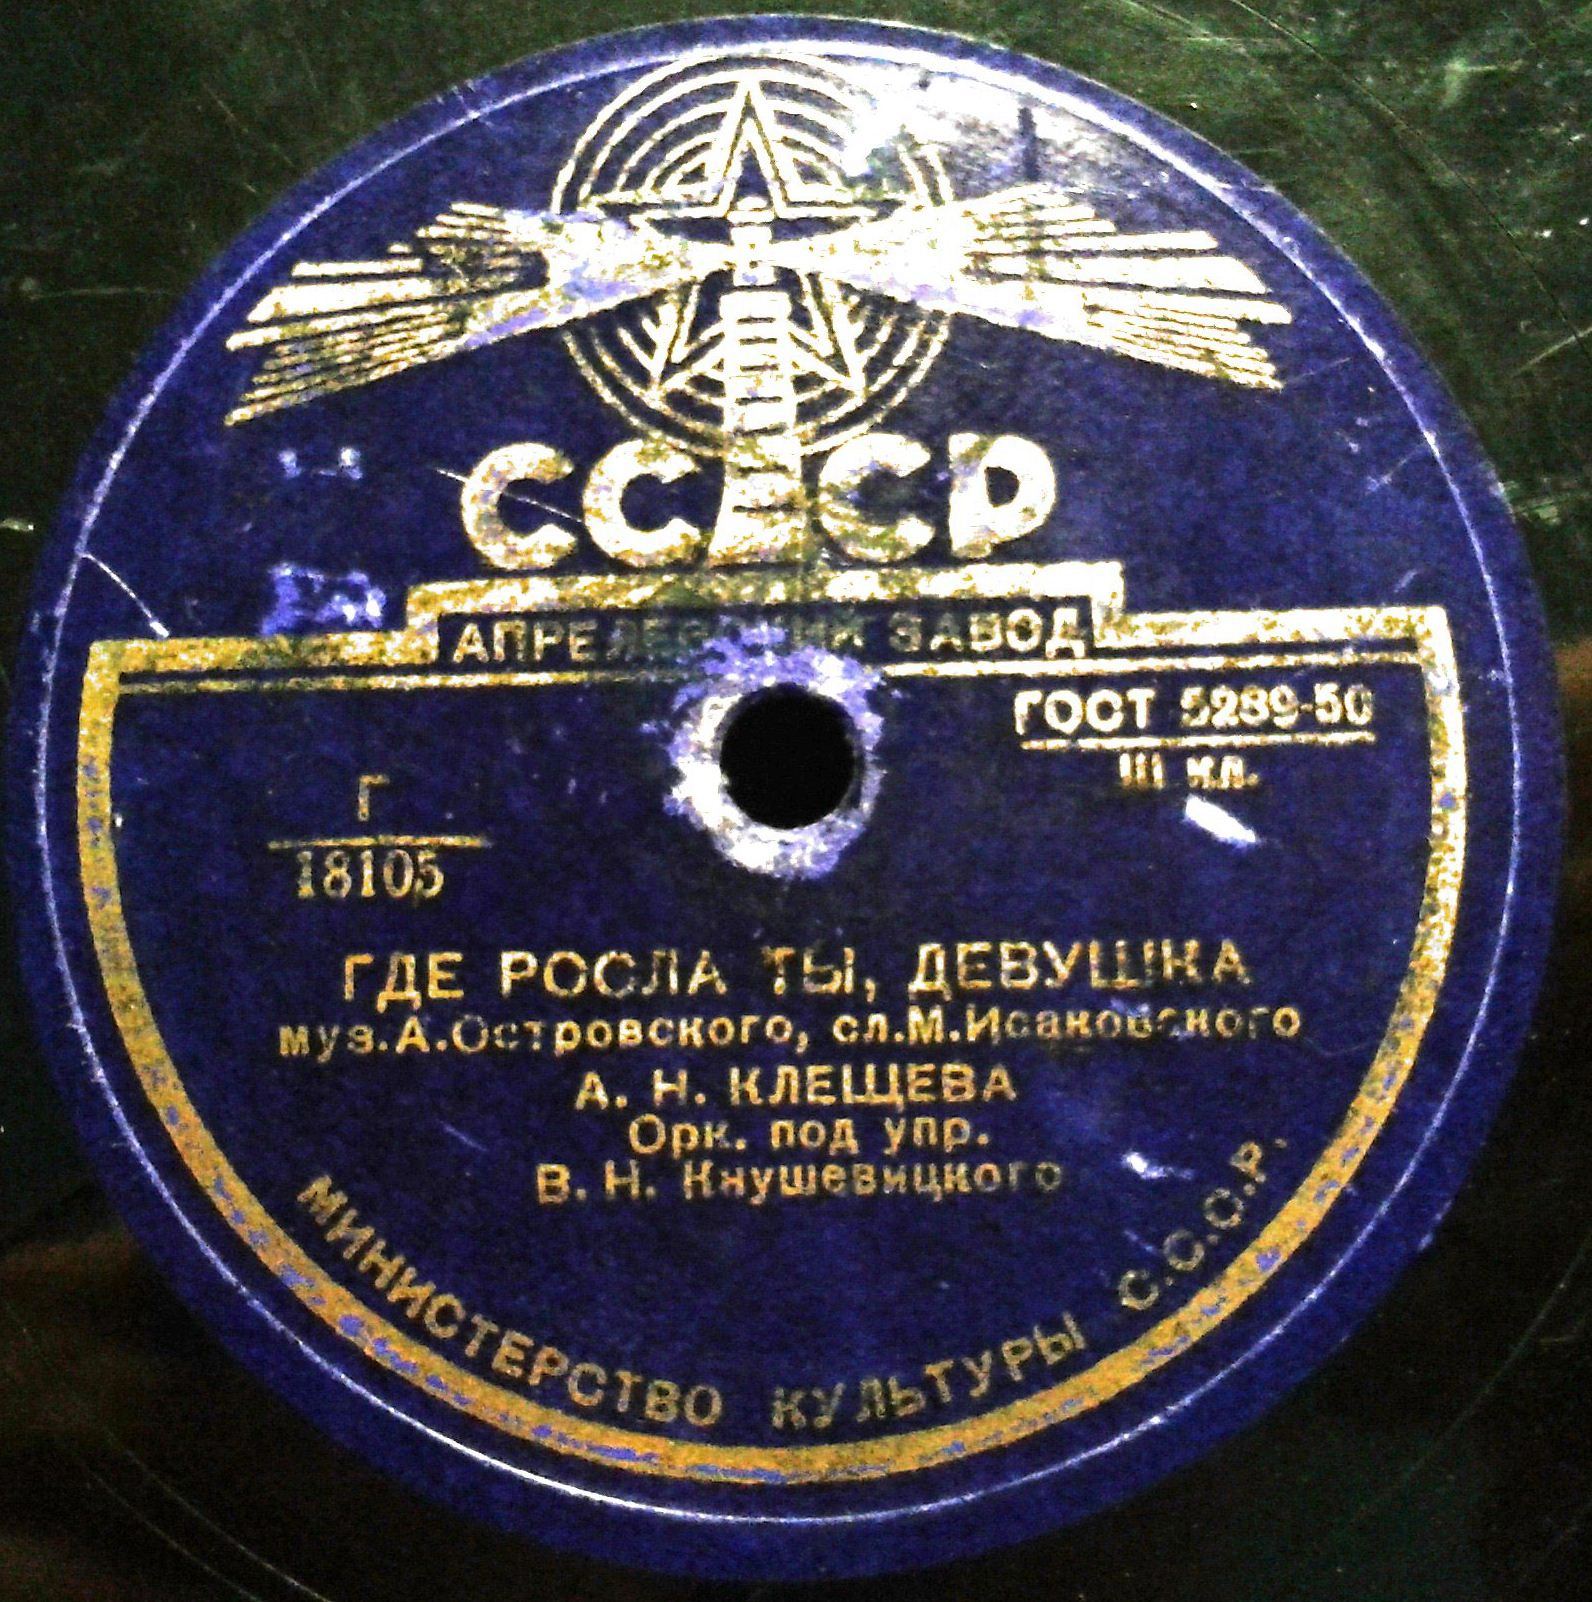 СССР
АПРЕЛЕВСКИЙ ЗАВОД
ГОСТ 5289-50
III кл.
Г
18105
ГДЕ РОСЛА ТЫ, ДЕВУШКА
муз.А.Островского, сл.М.Исаковского
А. Н. КЛЕЩЕВА
Орк. под упр.
В. Н. Кнушевицкого
МИНИСТЕРСТВО КУЛЬТУРЫ С.С.С.Р.